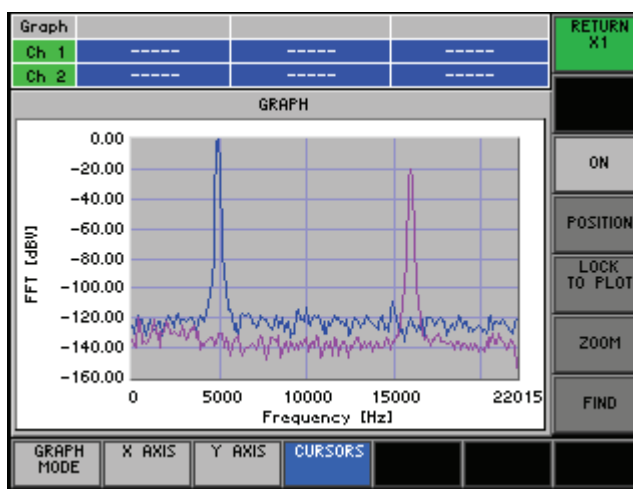 Graph
Ch 1 ----- ----- -----
Ch 2 ----- ----- -----
RETURN
X1
GRAPH
FFT [dBV]
0.00
-20.00
-40.00
-60.00
-80.00
-100.00
-120.00
-140.00
-160.00
0 5000 10000 15000 22015
Frequency [Hz]
ON
POSITION
LOCK
TO PLOT
ZOOM
FIND
GRAPH
MODE
X AXIS
Y AXIS
CURSORS